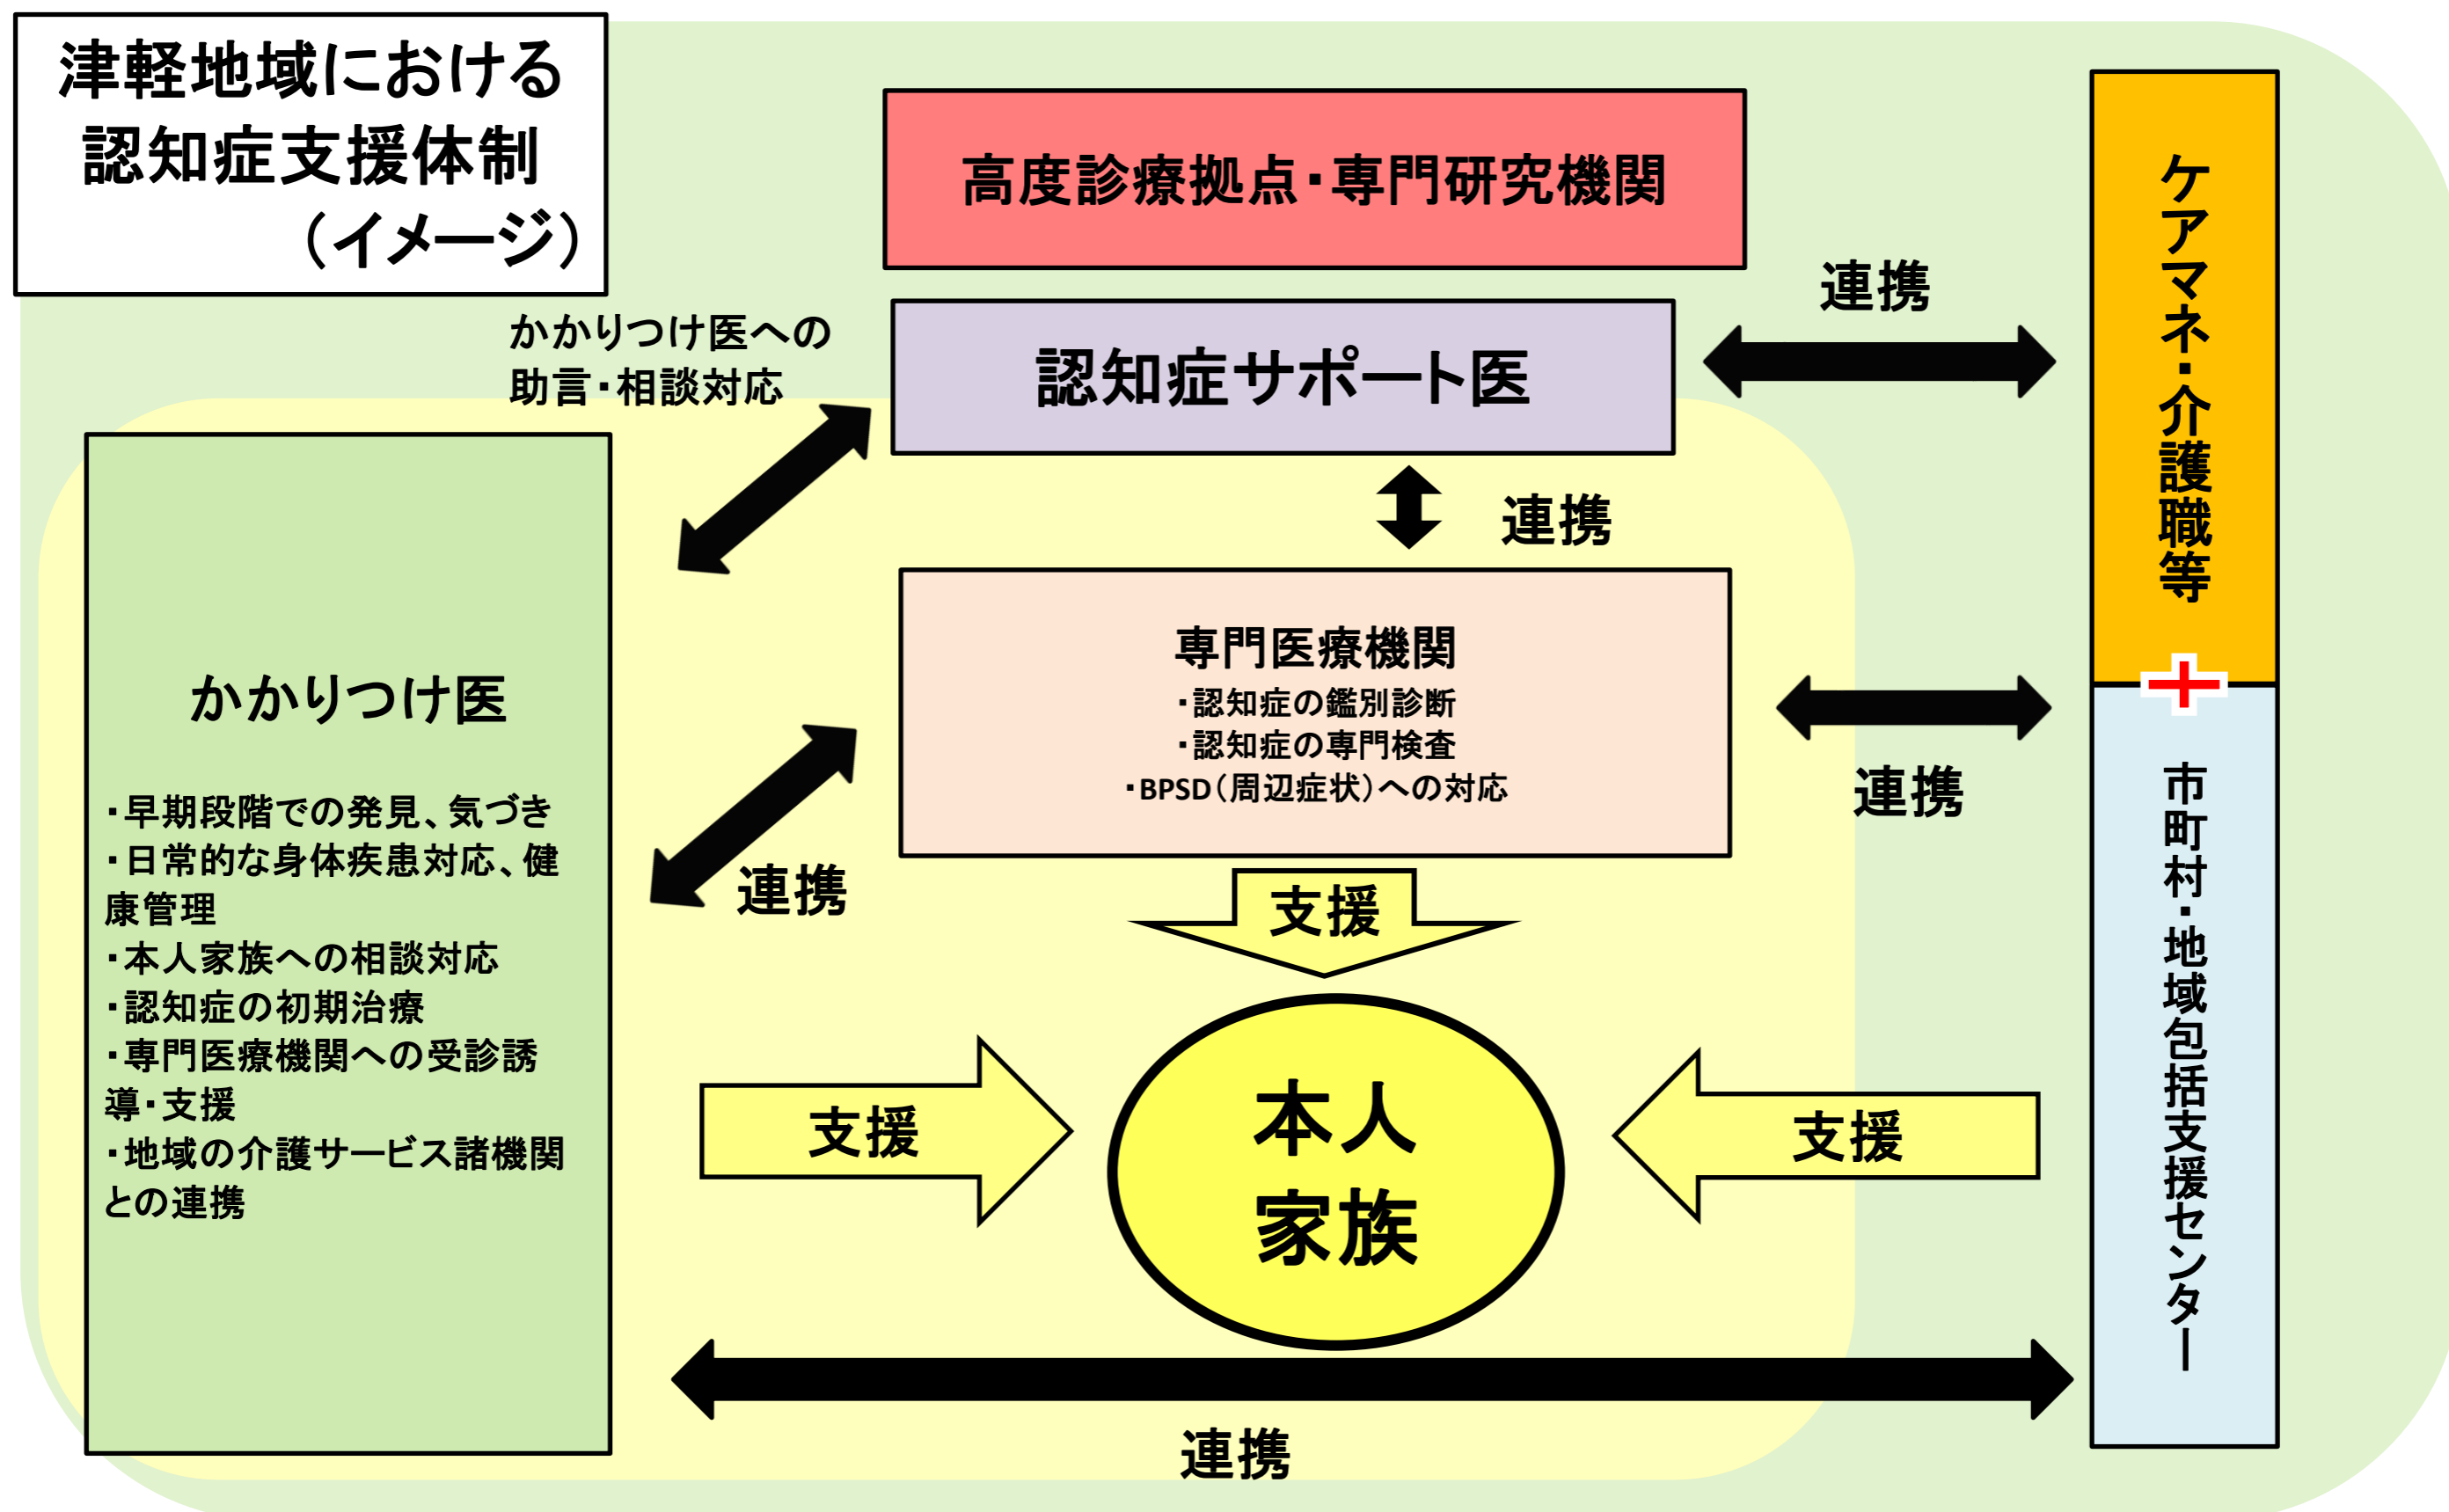 津軽地域における
認知症支援体制
（イメージ）
高度診療拠点・専門研究機関
かかりつけ医への
助言・相談対応
認知症サポート医
連携
ケアマネ・介護職等
連携
かかりつけ医
・早期段階での発見、気づき
・日常的な身体疾患対応、健
康管理
・本人家族への相談対応
・認知症の初期治療
・専門医療機関への受診誘
導・支援
・地域の介護サービス諸機関
との連携
専門医療機関
・認知症の鑑別診断
・認知症の専門検査
・BPSD（周辺症状）への対応
連携
連携
市町村・地域包括支援センター
支援
支援
本人
家族
支援
連携